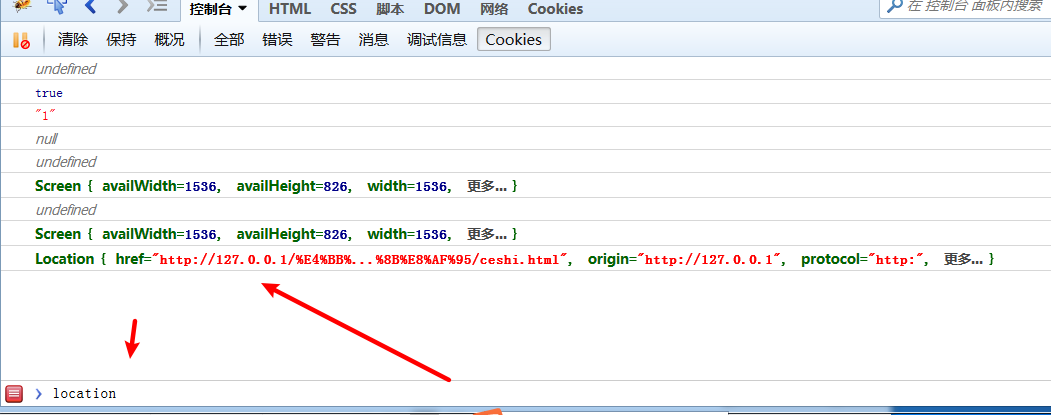 控制台 HTML CSS 脚本 DOM 网络 Cookies 在 控制台 面板内搜索
清除 保持 概况 全部 错误 警告 消息 调试信息 Cookies
undefined
true
"1"
null
undefined
Screen { availWidth=1536, availHeight=826, width=1536, 更多... }
undefined
Screen { availWidth=1536, availHeight=826, width=1536, 更多... }
Location { href="http://127.0.0.1/%E4%BB%...%8B%E8%AF%95/ceshi.html", origin="http://127.0.0.1", protocol="http:", 更多... }
location